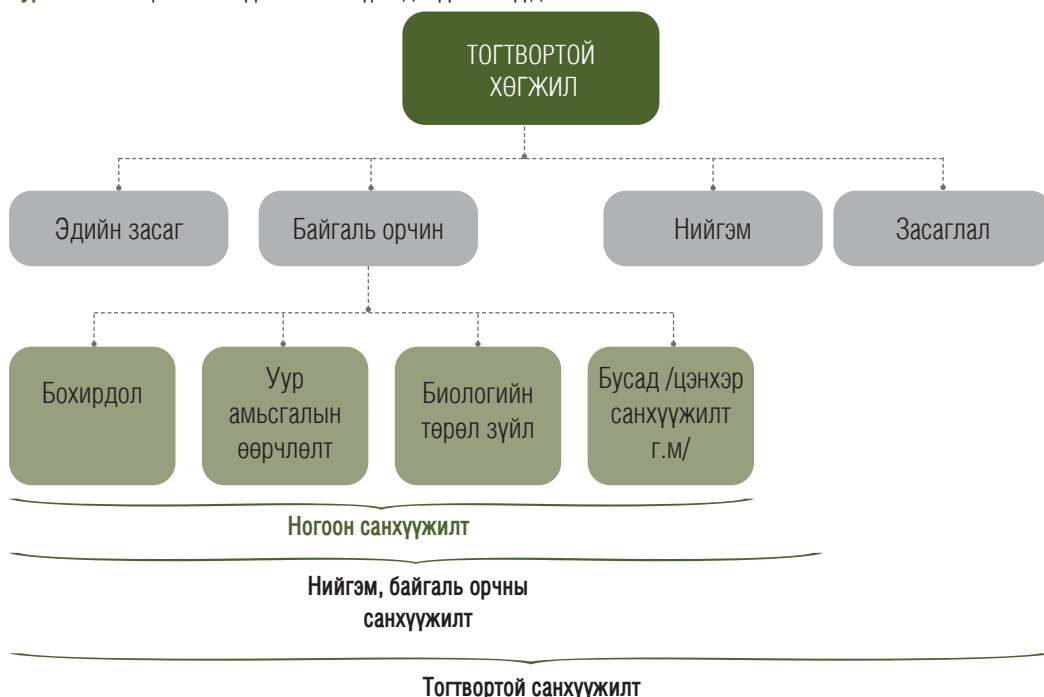 ТОГТВОРТОЙ
ХӨГЖИЛ
Эдийн засаг
Байгаль орчин
Нийгэм
Засаглал
Бохирдол
Уур
амьсгалын
өөрчлөлт
Биологийн
төрөл зүйл
Бусад /цэнхэр
санхүүжилт
г.м/
Ногоон санхүүжилт
Нийгэм, байгаль орчны
санхүүжилт
Тогтвортой санхүүжилт